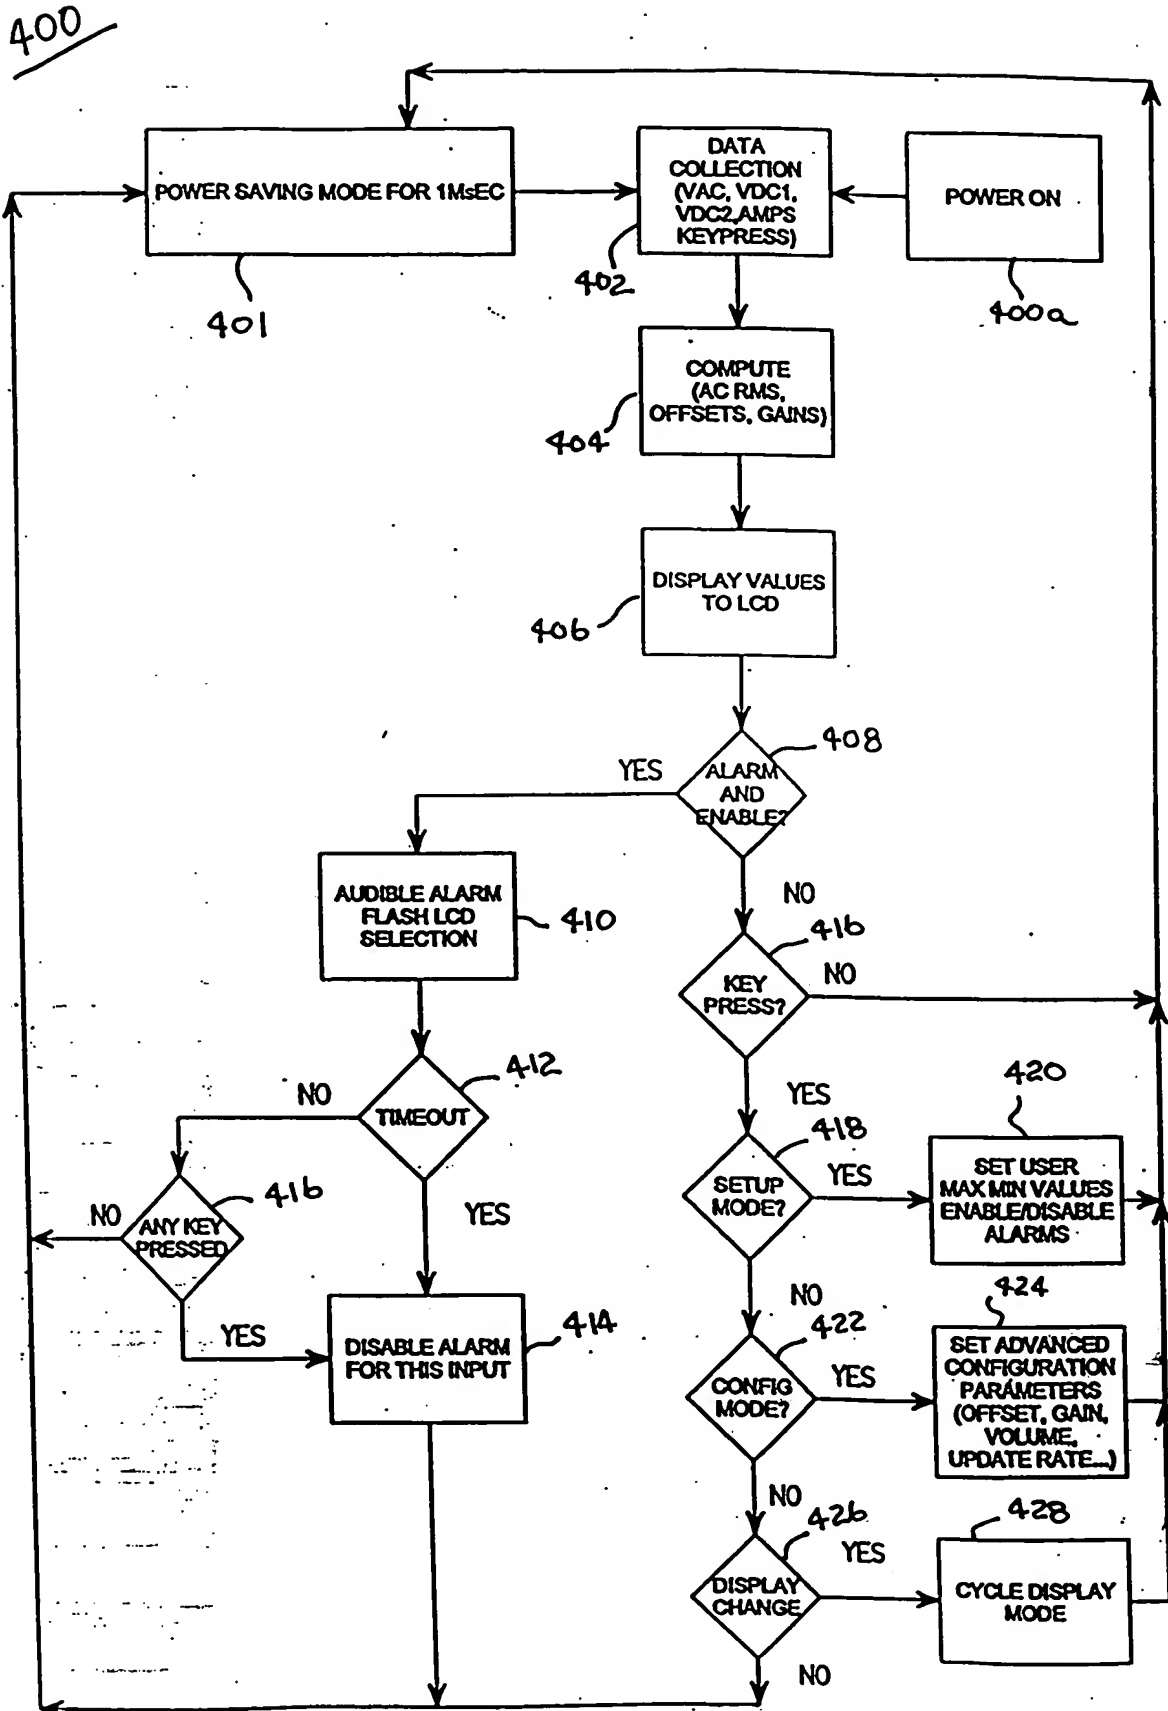 400
POWER SAVING MODE FOR 1MsEC
401
DATA
COLLECTION
(VAC, VDC1,
VDC2,AMPS
KEYPRESS)
402
POWER ON
400a
COMPUTE
(AC RMS,
OFFSETS, GAINS)
404
DISPLAY VALUES
TO LCD
406
408
YES
ALARM
AND
ENABLE?
NO
AUDIBLE ALARM
FLASH LCD
SELECTION
410
416
NO
KEY
PRESS?
YES
412
NO
TIMEOUT
YES
416
NO
ANY KEY
PRESSED
YES
DISABLE ALARM
FOR THIS INPUT
414
418
YES
SETUP
MODE?
NO
420
SET USER
MAX MIN VALUES
ENABLE/DISABLE
ALARMS
422
YES
CONFIG
MODE?
NO
424
SET ADVANCED
CONFIGURATION
PARAMETERS
(OFFSET, GAIN,
VOLUME,
UPDATE RATE...)
426
YES
DISPLAY
CHANGE
NO
428
CYCLE DISPLAY
MODE